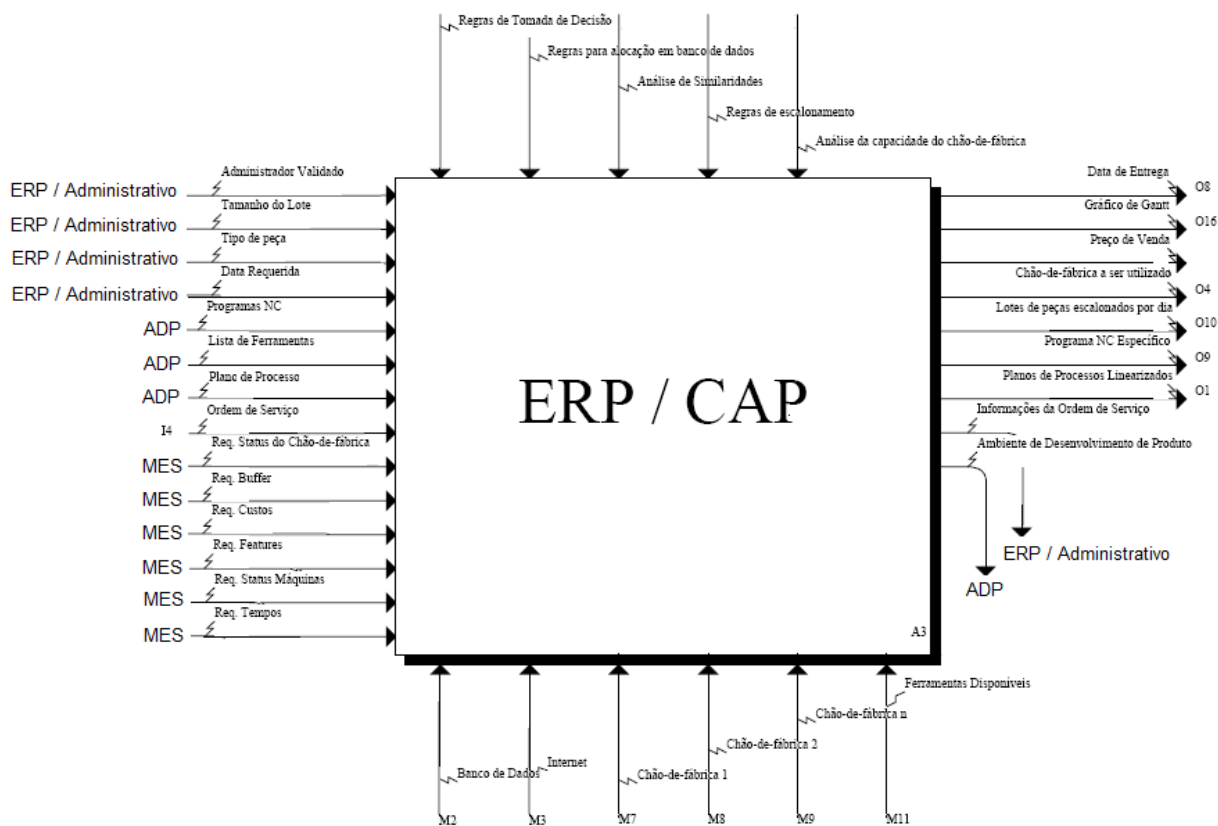 Regras de Tomada de Decisão
Regras para alocação em banco de dados
Análise de Similaridades
Regras de escalonamento
Análise da capacidade do chão-de-fábrica
Administrador Validado
ERP / Administrativo
Tamanho do Lote
ERP / Administrativo
Tipo de peça
ERP / Administrativo
Data Requerida
ERP / Administrativo
Programas NC
ADP
Lista de Ferramentas
ADP
Plano de Processo
ADP
Ordem de Serviço
I4
Req. Status do Chão-de-fábrica
MES
Req. Buffer
MES
Req. Custos
MES
Req. Features
MES
Req. Status Máquinas
MES
Req. Tempos
MES
ERP / CAP
A3
Data de Entrega
O8
Gráfico de Gantt
O16
Preço de Venda
Chão-de-fábrica a ser utilizado
O4
Lotes de peças escalonados por dia
O10
Programa NC Específico
O9
Planos de Processos Linearizados
O1
Informações da Ordem de Serviço
Ambiente de Desenvolvimento de Produto
ERP / Administrativo
ADP
Ferramentas Disponíveis
Chão-de-fábrica n
Chão-de-fábrica 2
Internet
Banco de Dados
Chão-de-fábrica 1
M2
M3
M7
M8
M9
M11